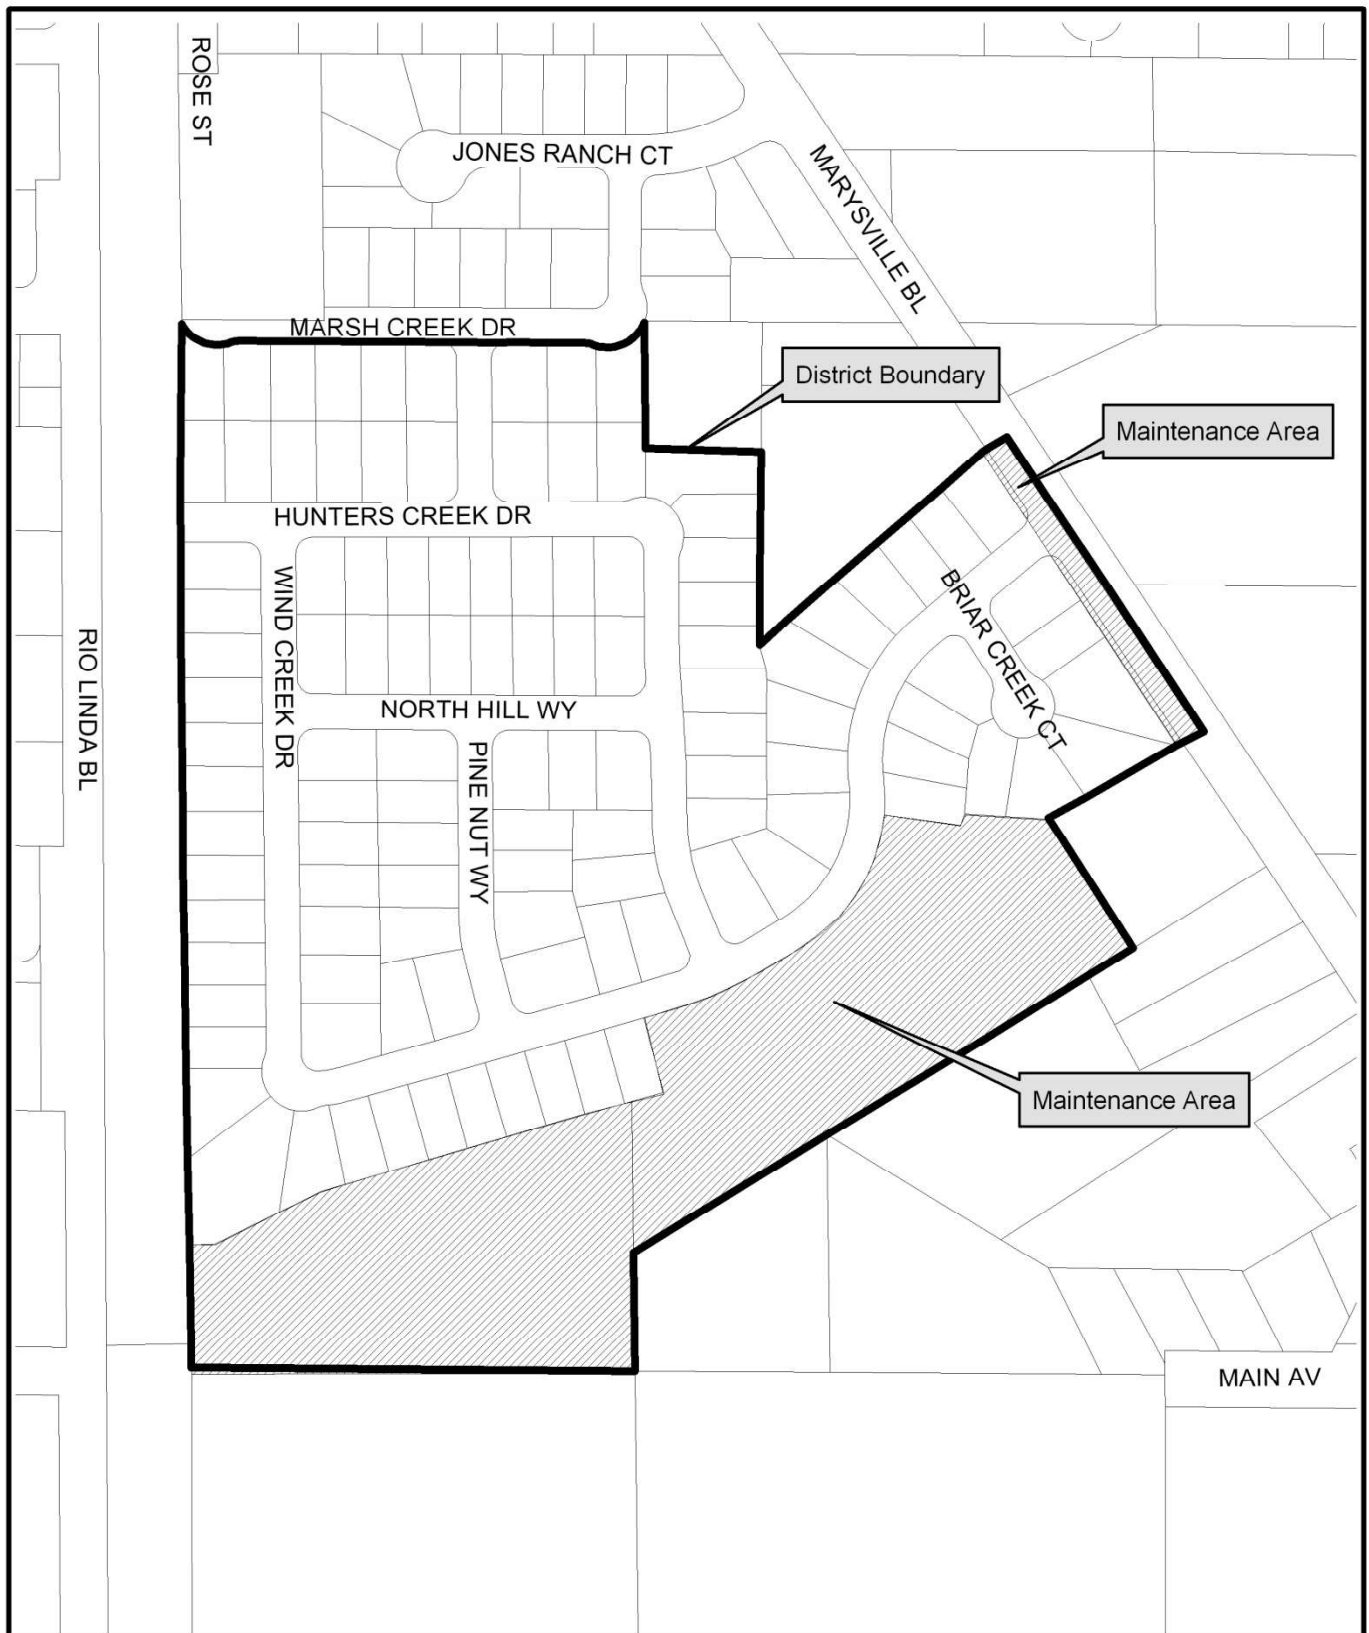 ROSE ST
JONES RANCH CT
MARYSVILLE BL
MARSH CREEK DR
District Boundary
Maintenance Area
HUNTERS CREEK DR
WIND CREEK DR
BRIAR CREEK CT
RIO LINDA BL
NORTH HILL WY
PINE NUT WY
Maintenance Area
MAIN AV